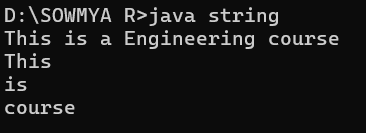 D:\SOWMYA R>java string
This is a Engineering course
This
is
course